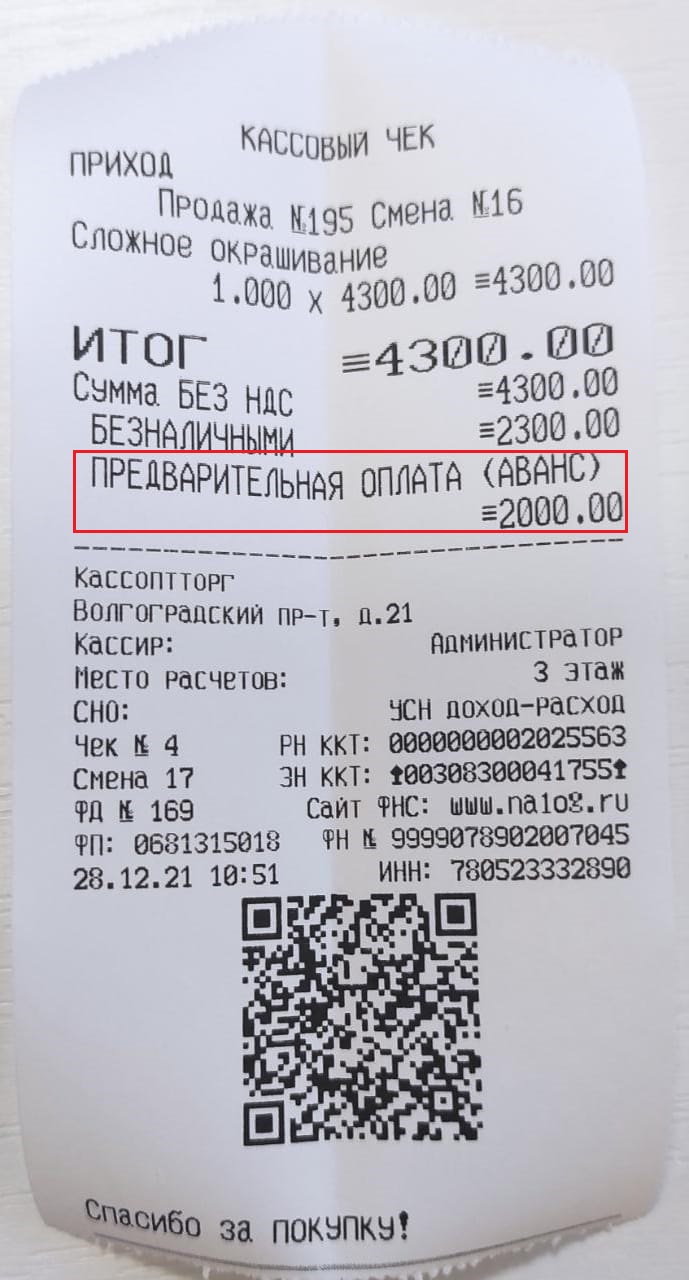 КАССОВЫЙ ЧЕК
ПРИХОД
Продажа №195 Смена №16
Сложное окрашивание
1.000 x 4300.00 ≡4300.00
ИТОГ ≡4300.00
Сумма БЕЗ НДС ≡4300.00
БЕЗНАЛИЧНЫМИ ≡2300.00
ПРЕДВАРИТЕЛЬНАЯ ОПЛАТА (АВАНС)
≡2000.00
Кассоптторг
Волгоградский пр-т, д.21
Кассир: Администратор
Место расчетов: 3 этаж
СНО: УСН доход-расход
Чек № 4 РН ККТ: 0000000002025563
Смена 17 ЗН ККТ: 00308300041755
ФД № 169 Сайт ФНС: www.nalog.ru
ФП: 0681315018 ФН № 9999078902007045
28.12.21 10:51 ИНН: 780523332890
Спасибо за покупку!